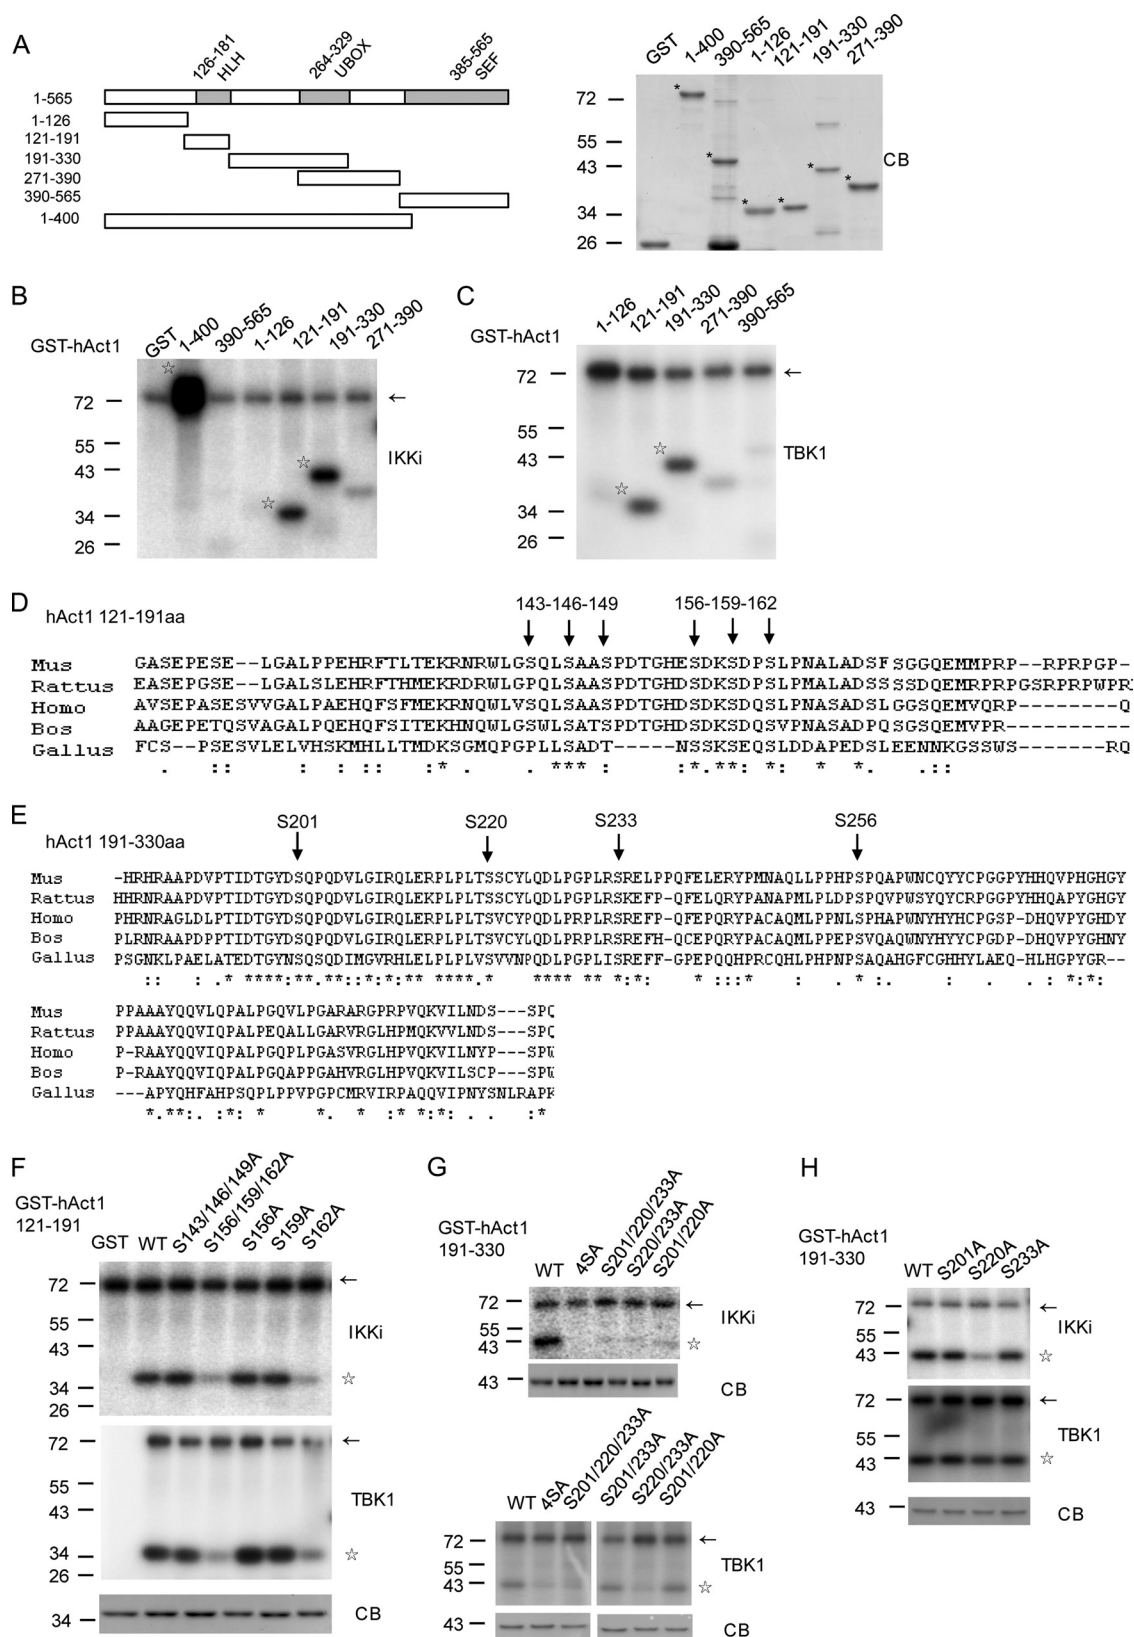 A
126-181
HLH
264-329
UBOX
385-565
SEF
1-565
1-126
121-191
191-330
271-390
390-565
1-400
GST
1-400
390-565
1-126
121-191
191-330
271-390
72
55
43
34
26
*
*
*
*
*
*
CB
B
GST-hAct1
GST
1-400
390-565
1-126
121-191
191-330
271-390
72
55
43
34
26
☆
☆
☆
←
IKKi
C
GST-hAct1
1-126
121-191
191-330
271-390
390-565
72
55
43
34
26
☆
☆
←
TBK1
D
hAct1 121-191aa
143-146-149
156-159-162
Mus GASEPESE--LGALPPEHRFTLTEKRNRWLGSQLSAASPDTGHESDKSDPSLPNALADSFSGGQEMMPRP--RPRPGP-
Rattus EASEPGSE--LGALSLEHRFTHMEKRDRWLGPQLSAASPDTGHDSDKSDPSLPMALADSSSSDQEMRPRPGSRPRPWPR
Homo AVSEPASESVVGALPAEHQFSFMEKRNQWLVSQLSAASPDTGHDSDKSDQSLPNASADSLGGSQEMVQRP---------Q
Bos AAGEPETQSVAGALPQEHQFSITEKHNQWLGSWLSATSPDTGHDSDKSDQSVPNASADPQSGSQEMVPR----------
Gallus FCS--PSESVLELVHSKMHLLTMDKSGMQPGPLLSADT-----NSSKSEQSLDDAPEDSLEENNKGSSWS-------RQ
E
hAct1 191-330aa
S201
S220
S233
S256
Mus -HRHRAAPDVPTIDTGYDSQPQDVLGIRQLERPLPLTSSCYLQDLPGPLRSRELPPQFELERYPMNAQLLPPHPSPQAPWNCQYYCPGGPYHHQVPHGHGY
Rattus HHRNRAAPDVPTIDTGYDSQPQDVLGIRQLEKPLPLTSSCYLQDLPGPLRSKEFP-QFELQRYPANAPMLPPDPSPQVPWSYQYYCRPGGPYHHQAPYGHGY
Homo PHRNRAGLDLPTIDTGYDSQPQDVLGIRQLERPLPLTSVCYPQDLPRPLRSREFP-QFEPQRYPACAQMLPPNLSPHAPWNYHYHCPGSP-DHQVPYGHDY
Bos PLRNRAAPDPPTIDTGYDSQPQDVLGIRQLERPLPLTSVCYLQDLPRPLRSREFH-QCEPQRYPACAQMLPPEPSVQAQWNYHYYCPGDP-DHQVPYGHNY
Gallus PSGNKLPAELATEDTGYNSQSQDIMGVRHLELPLPLVSVVNPQDLPGPLISREFF-GPEPQQHPRCQHLPHPNPSAQAHGFCGHHYLAEQ-HLHGPYGR--
Mus PPAAAYQQVLQPALPGQVLPGARARGPRPVQKVILNDS---SPQ
Rattus PPAAAYQQVIQPALPEQALLGARVRGLHPMQKVVLNDS---SPQ
Homo P-RAAYQQVIQPALPGQPLPGASVRGLHPVQKVILNYP---SPW
Bos P-RAAYQQVIQPALPGQAPPGAHVRGLHPVQKVILSCP---SPW
Gallus ---APYQHFAHPSQPLPPVPGPCMRVIRPAQQVIPNYSNLRAPK
F
GST-hAct1
121-191
GST
WT
S143/146/149A
S156/159/162A
S156A
S159A
S162A
72
55
43
34
26
←
IKKi
☆
72
55
43
34
26
←
TBK1
☆
34
CB
G
GST-hAct1
191-330
WT
4SA
S201/220/233A
S220/233A
S201/220A
72
55
43
←
IKKi
☆
43
CB
WT
4SA
S201/220/233A
S201/233A
S220/233A
S201/220A
72
55
43
←
TBK1
☆
43
CB
H
GST-hAct1
191-330
WT
S201A
S220A
S233A
72
55
43
←
IKKi
☆
72
55
43
←
TBK1
☆
43
CB